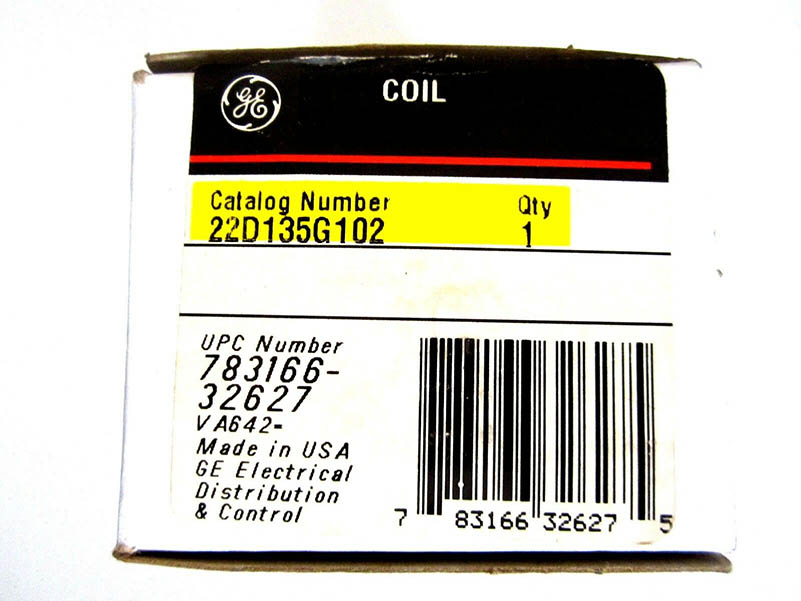 GE
COIL
Catalog Number Qty
22D135G102 1
UPC Number
783166-
32627
VA642-
Made in USA
GE Electrical
Distribution
& Control
7 83166 32627 5